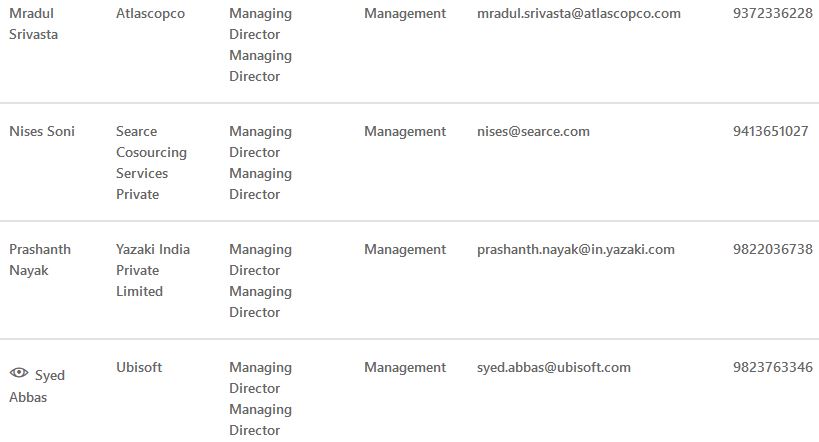 Mradul Atlascopco Managing Management mradul.srivasta@atlascopco.com 9372336228
Srivasta Director
Managing
Director
Nises Soni Searce Managing Management nises@searce.com 9413651027
Cosourcing Director
Services Managing
Private Director
Prashanth Yazaki India Managing Management prashanth.nayak@in.yazaki.com 9822036738
Nayak Private Director
Limited Managing
Director
Syed Ubisoft Managing Management syed.abbas@ubisoft.com 9823763346
Abbas Director
Managing
Director